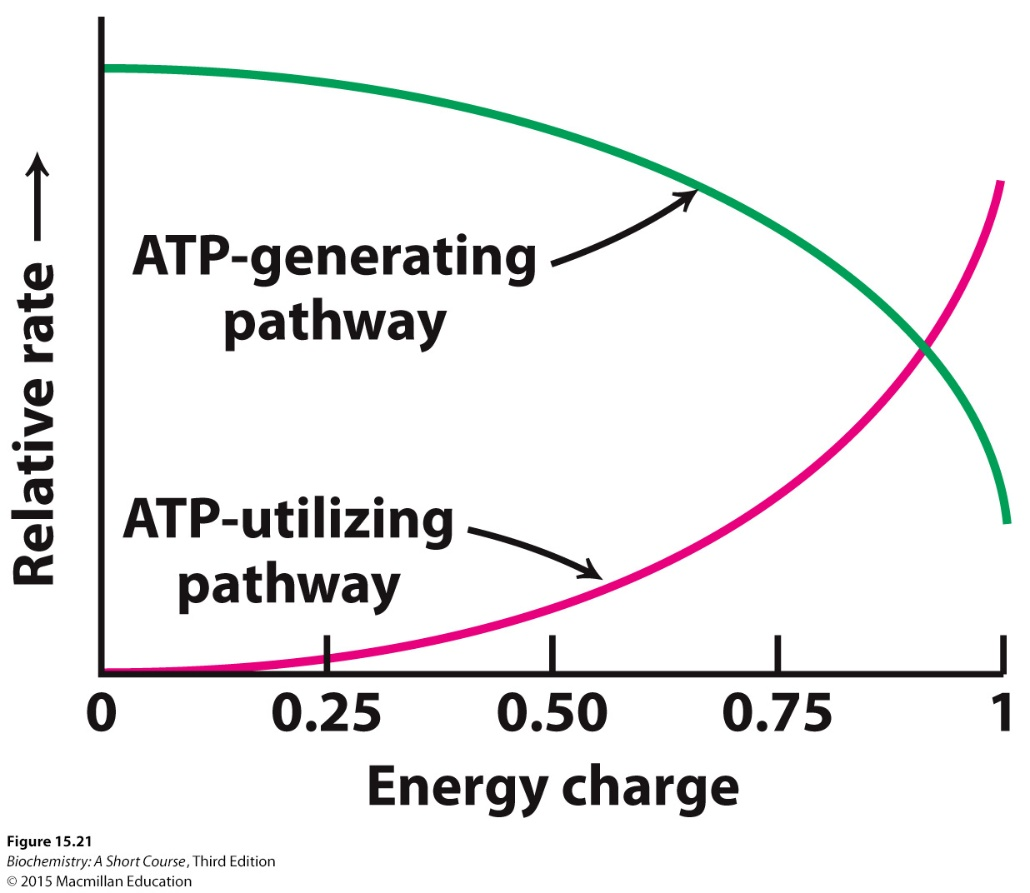 Relative rate →
ATP-generating
pathway
ATP-utilizing
pathway
0 0.25 0.50 0.75 1
Energy charge
Figure 15.21
Biochemistry: A Short Course, Third Edition
© 2015 Macmillan Education